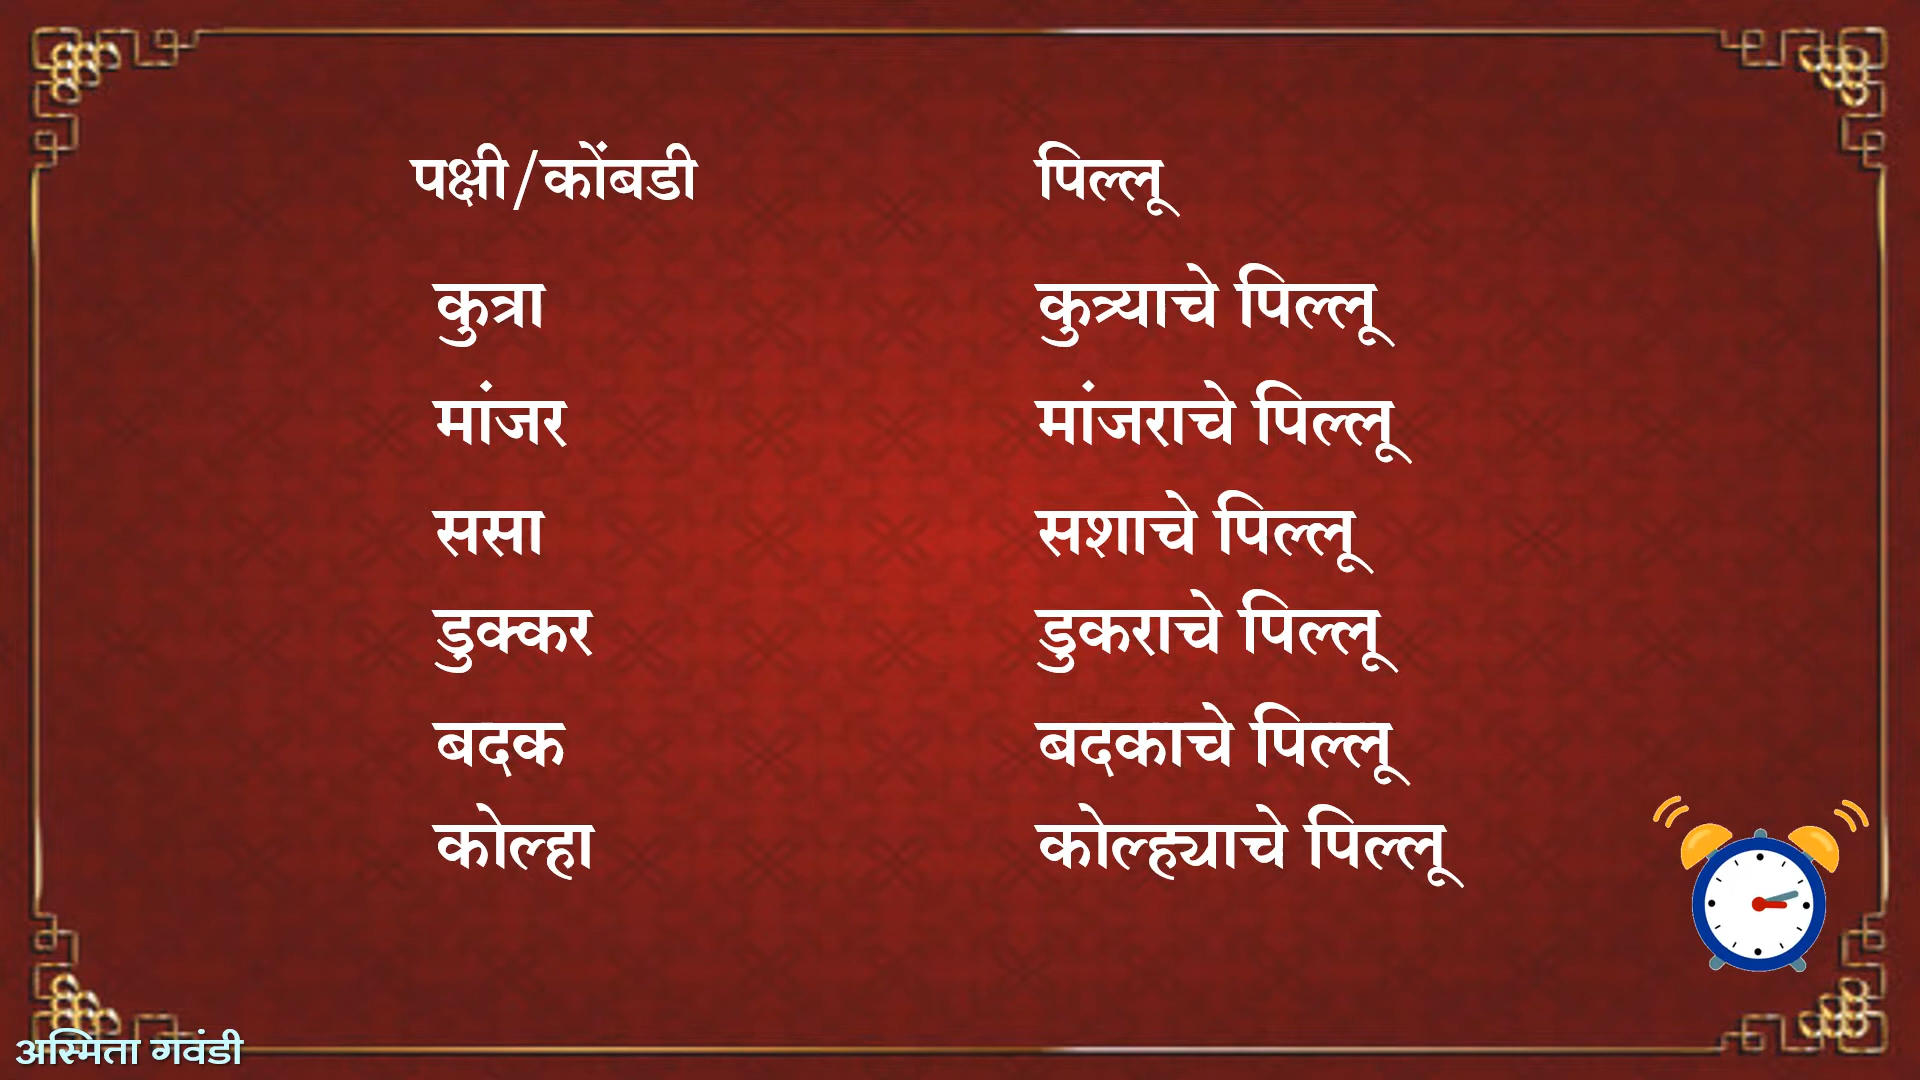 पक्षी/कोंबडी पिल्लू
कुत्रा कुत्र्याचे पिल्लू
मांजर मांजराचे पिल्लू
ससा सशाचे पिल्लू
डुक्कर डुकराचे पिल्लू
बदक बदकाचे पिल्लू
कोल्हा कोल्ह्याचे पिल्लू
अस्मिता गवंडी